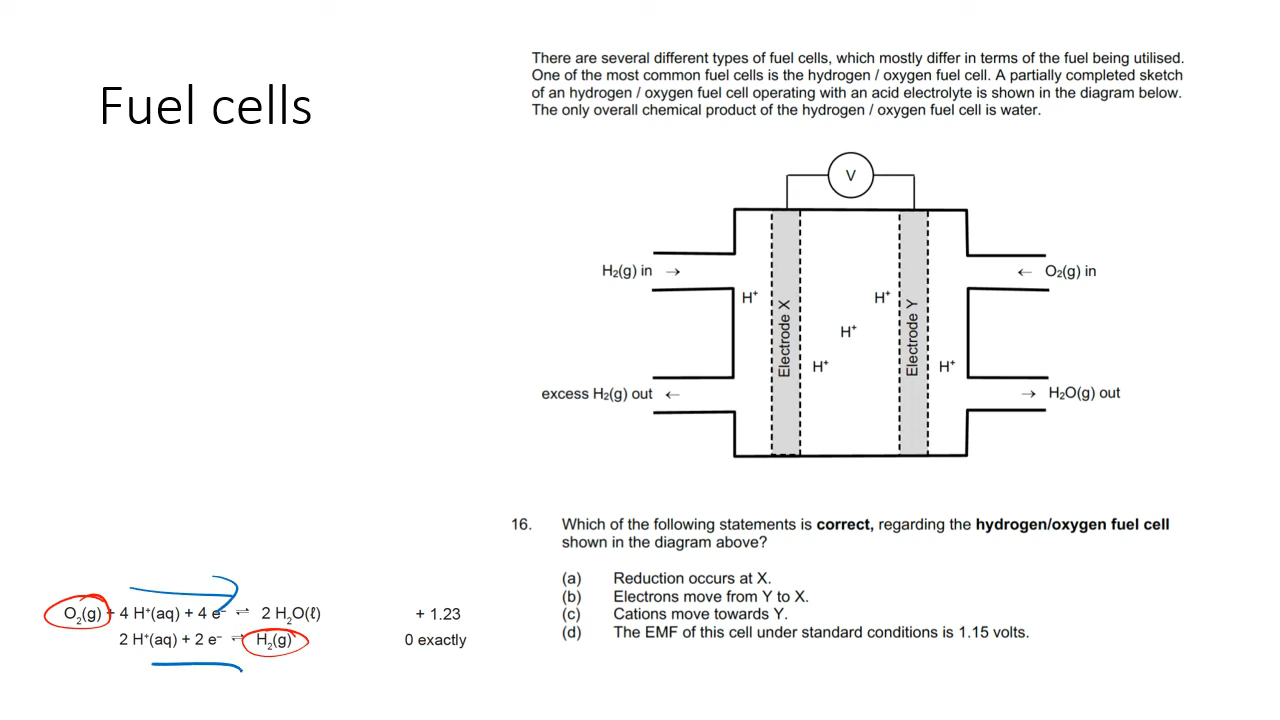 Fuel cells
There are several different types of fuel cells, which mostly differ in terms of the fuel being utilised.
One of the most common fuel cells is the hydrogen / oxygen fuel cell. A partially completed sketch
of an hydrogen / oxygen fuel cell operating with an acid electrolyte is shown in the diagram below.
The only overall chemical product of the hydrogen / oxygen fuel cell is water.
V
H₂(g) in →
← O₂(g) in
H⁺
H⁺
H⁺
H⁺
H⁺
Electrode X
Electrode Y
excess H₂(g) out ←
→ H₂O(g) out
16. Which of the following statements is correct, regarding the hydrogen/oxygen fuel cell
shown in the diagram above?
(a) Reduction occurs at X.
(b) Electrons move from Y to X.
(c) Cations move towards Y.
(d) The EMF of this cell under standard conditions is 1.15 volts.
O₂(g) + 4 H⁺(aq) + 4 e⁻ ⇌ 2 H₂O(ℓ) + 1.23
2 H⁺(aq) + 2 e⁻ ⇌ H₂(g) 0 exactly